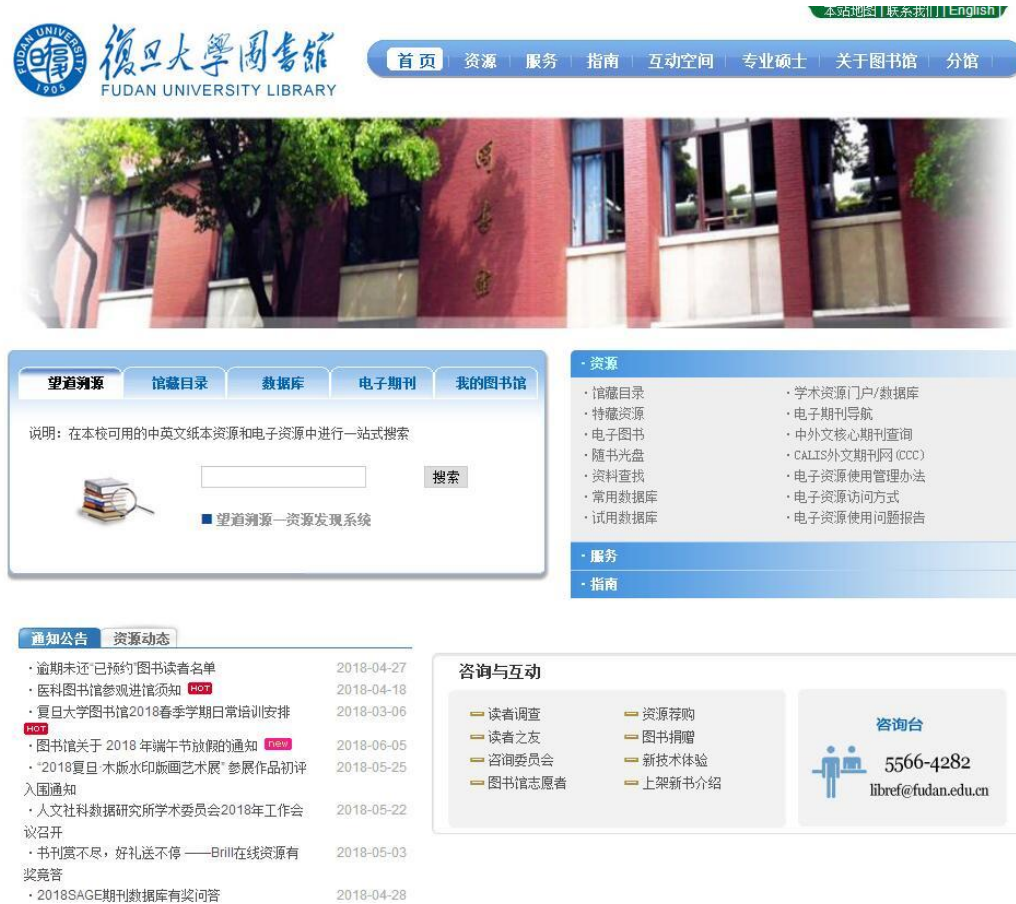 本站地图 | 联系我们 | English
復旦大學圖書館
FUDAN UNIVERSITY LIBRARY
FUDAN UNIVERSITY
復旦
1905
首页 资源 服务 指南 互动空间 专业硕士 关于图书馆 分馆
圖書館
望道溯源 馆藏目录 数据库 电子期刊 我的图书馆
说明：在本校可用的中英文纸本资源和电子资源中进行一站式搜索
搜索
望道溯源—资源发现系统
·资源
·馆藏目录 ·学术资源门户/数据库
·特藏资源 ·电子期刊导航
·电子图书 ·中外文核心期刊查询
·随书光盘 ·CALIS外文期刊网(CCC)
·资料查找 ·电子资源使用管理办法
·常用数据库 ·电子资源访问方式
·试用数据库 ·电子资源使用问题报告
·服务
·指南
通知公告 资源动态
·逾期未还“已预约”图书读者名单 2018-04-27
·医科图书馆参观进馆须知 HOT 2018-04-18
·复旦大学图书馆2018春季学期日常培训安排 2018-03-06
HOT
·图书馆关于 2018 年端午节放假的通知 new 2018-06-05
·“2018复旦·木版水印版画艺术展” 参展作品初评 2018-05-25
入围通知
·人文社科数据研究所学术委员会2018年工作会 2018-05-22
议召开
·书刊赏不尽，好礼送不停 ——Brill在线资源有 2018-05-03
奖竞答
·2018SAGE期刊数据库有奖问答 2018-04-28
咨询与互动
读者调查 资源荐购
读者之友 图书捐赠
咨询委员会 新技术体验
图书馆志愿者 上架新书介绍
咨询台
5566-4282
libref@fudan.edu.cn